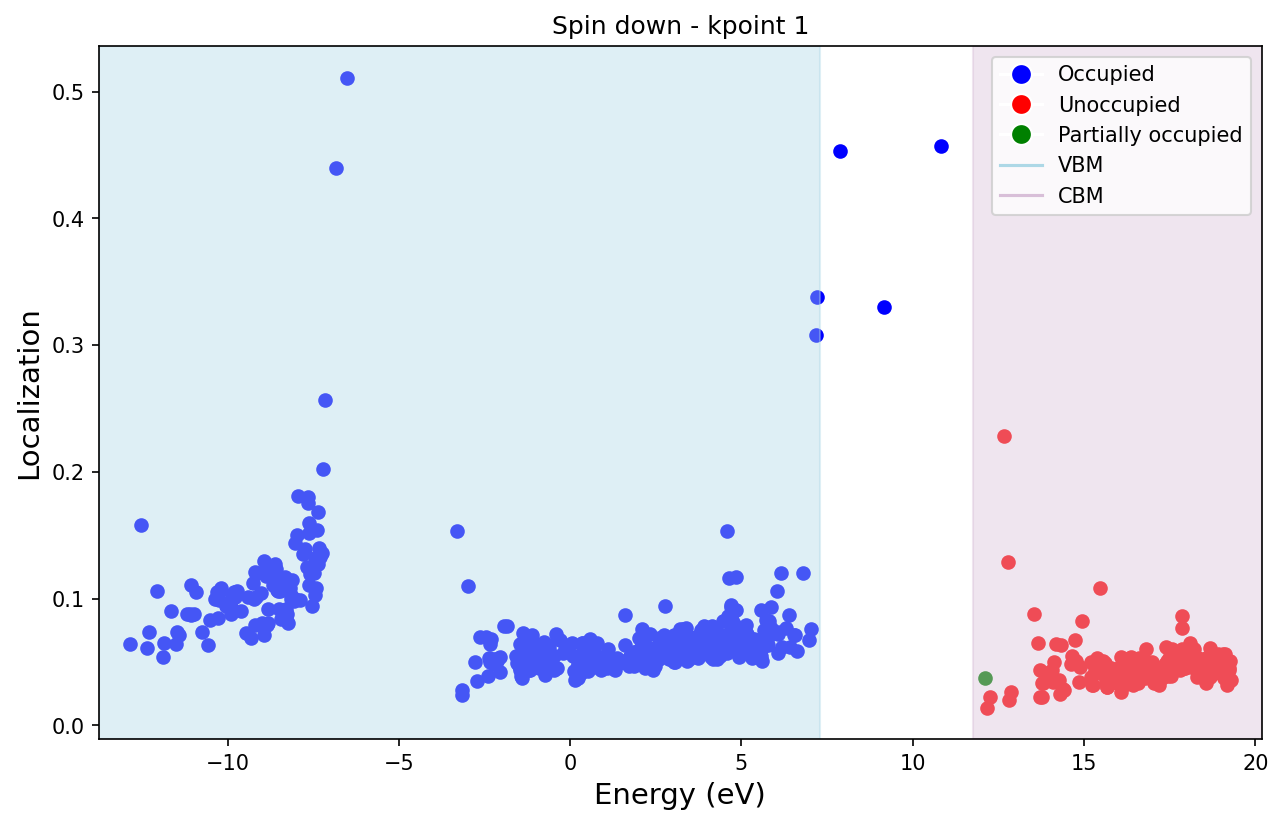 Spin down - kpoint 1
Localization
0.5
0.4
0.3
0.2
0.1
0.0
Occupied
Unoccupied
Partially occupied
VBM
CBM
−10
−5
0
5
10
15
20
Energy (eV)